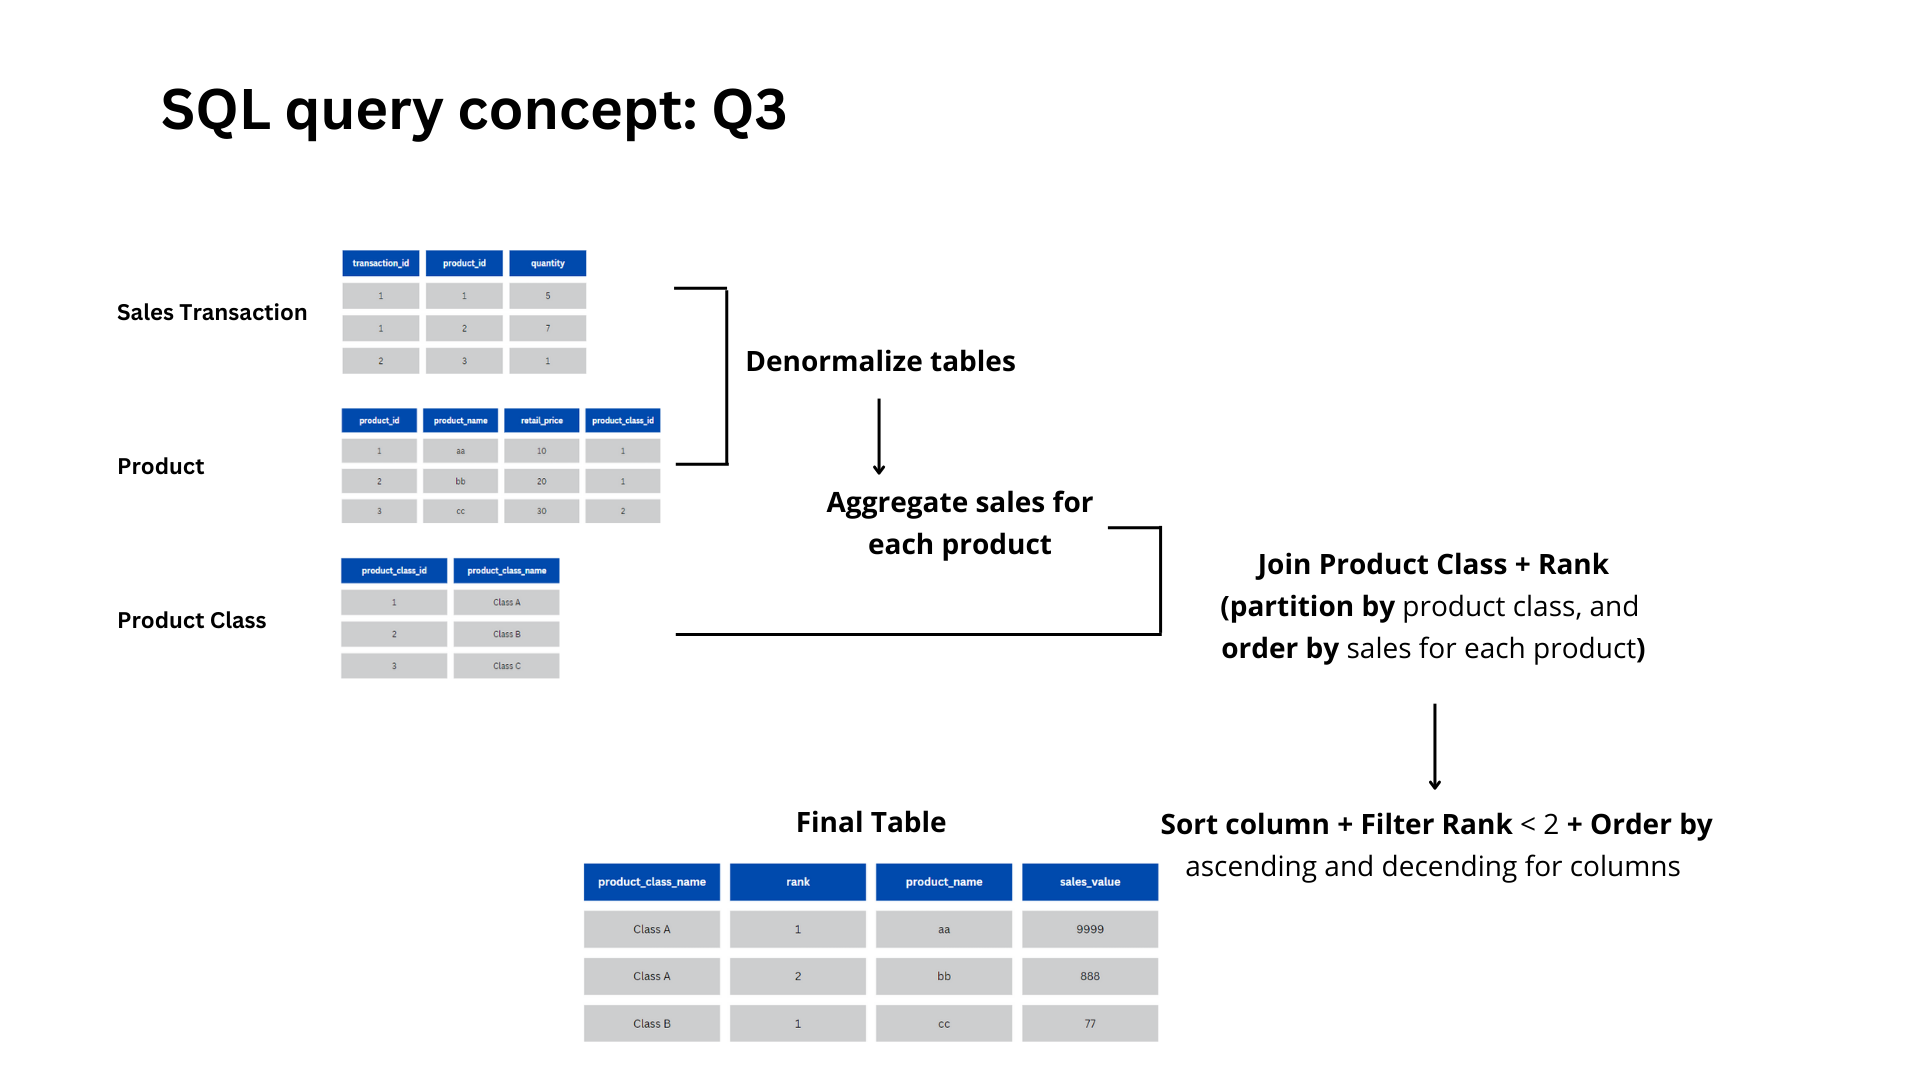 SQL query concept: Q3
Sales Transaction
transaction_id product_id quantity
1 1 5
1 2 7
2 3 1
Product
product_id product_name retail_price product_class_id
1 aa 10 1
2 bb 20 1
3 cc 30 2
Product Class
product_class_id product_class_name
1 Class A
2 Class B
3 Class C
Denormalize tables
Aggregate sales for
each product
Join Product Class + Rank
(partition by product class, and
order by sales for each product)
Sort column + Filter Rank < 2 + Order by
ascending and decending for columns
Final Table
product_class_name rank product_name sales_value
Class A 1 aa 9999
Class A 2 bb 888
Class B 1 cc 77